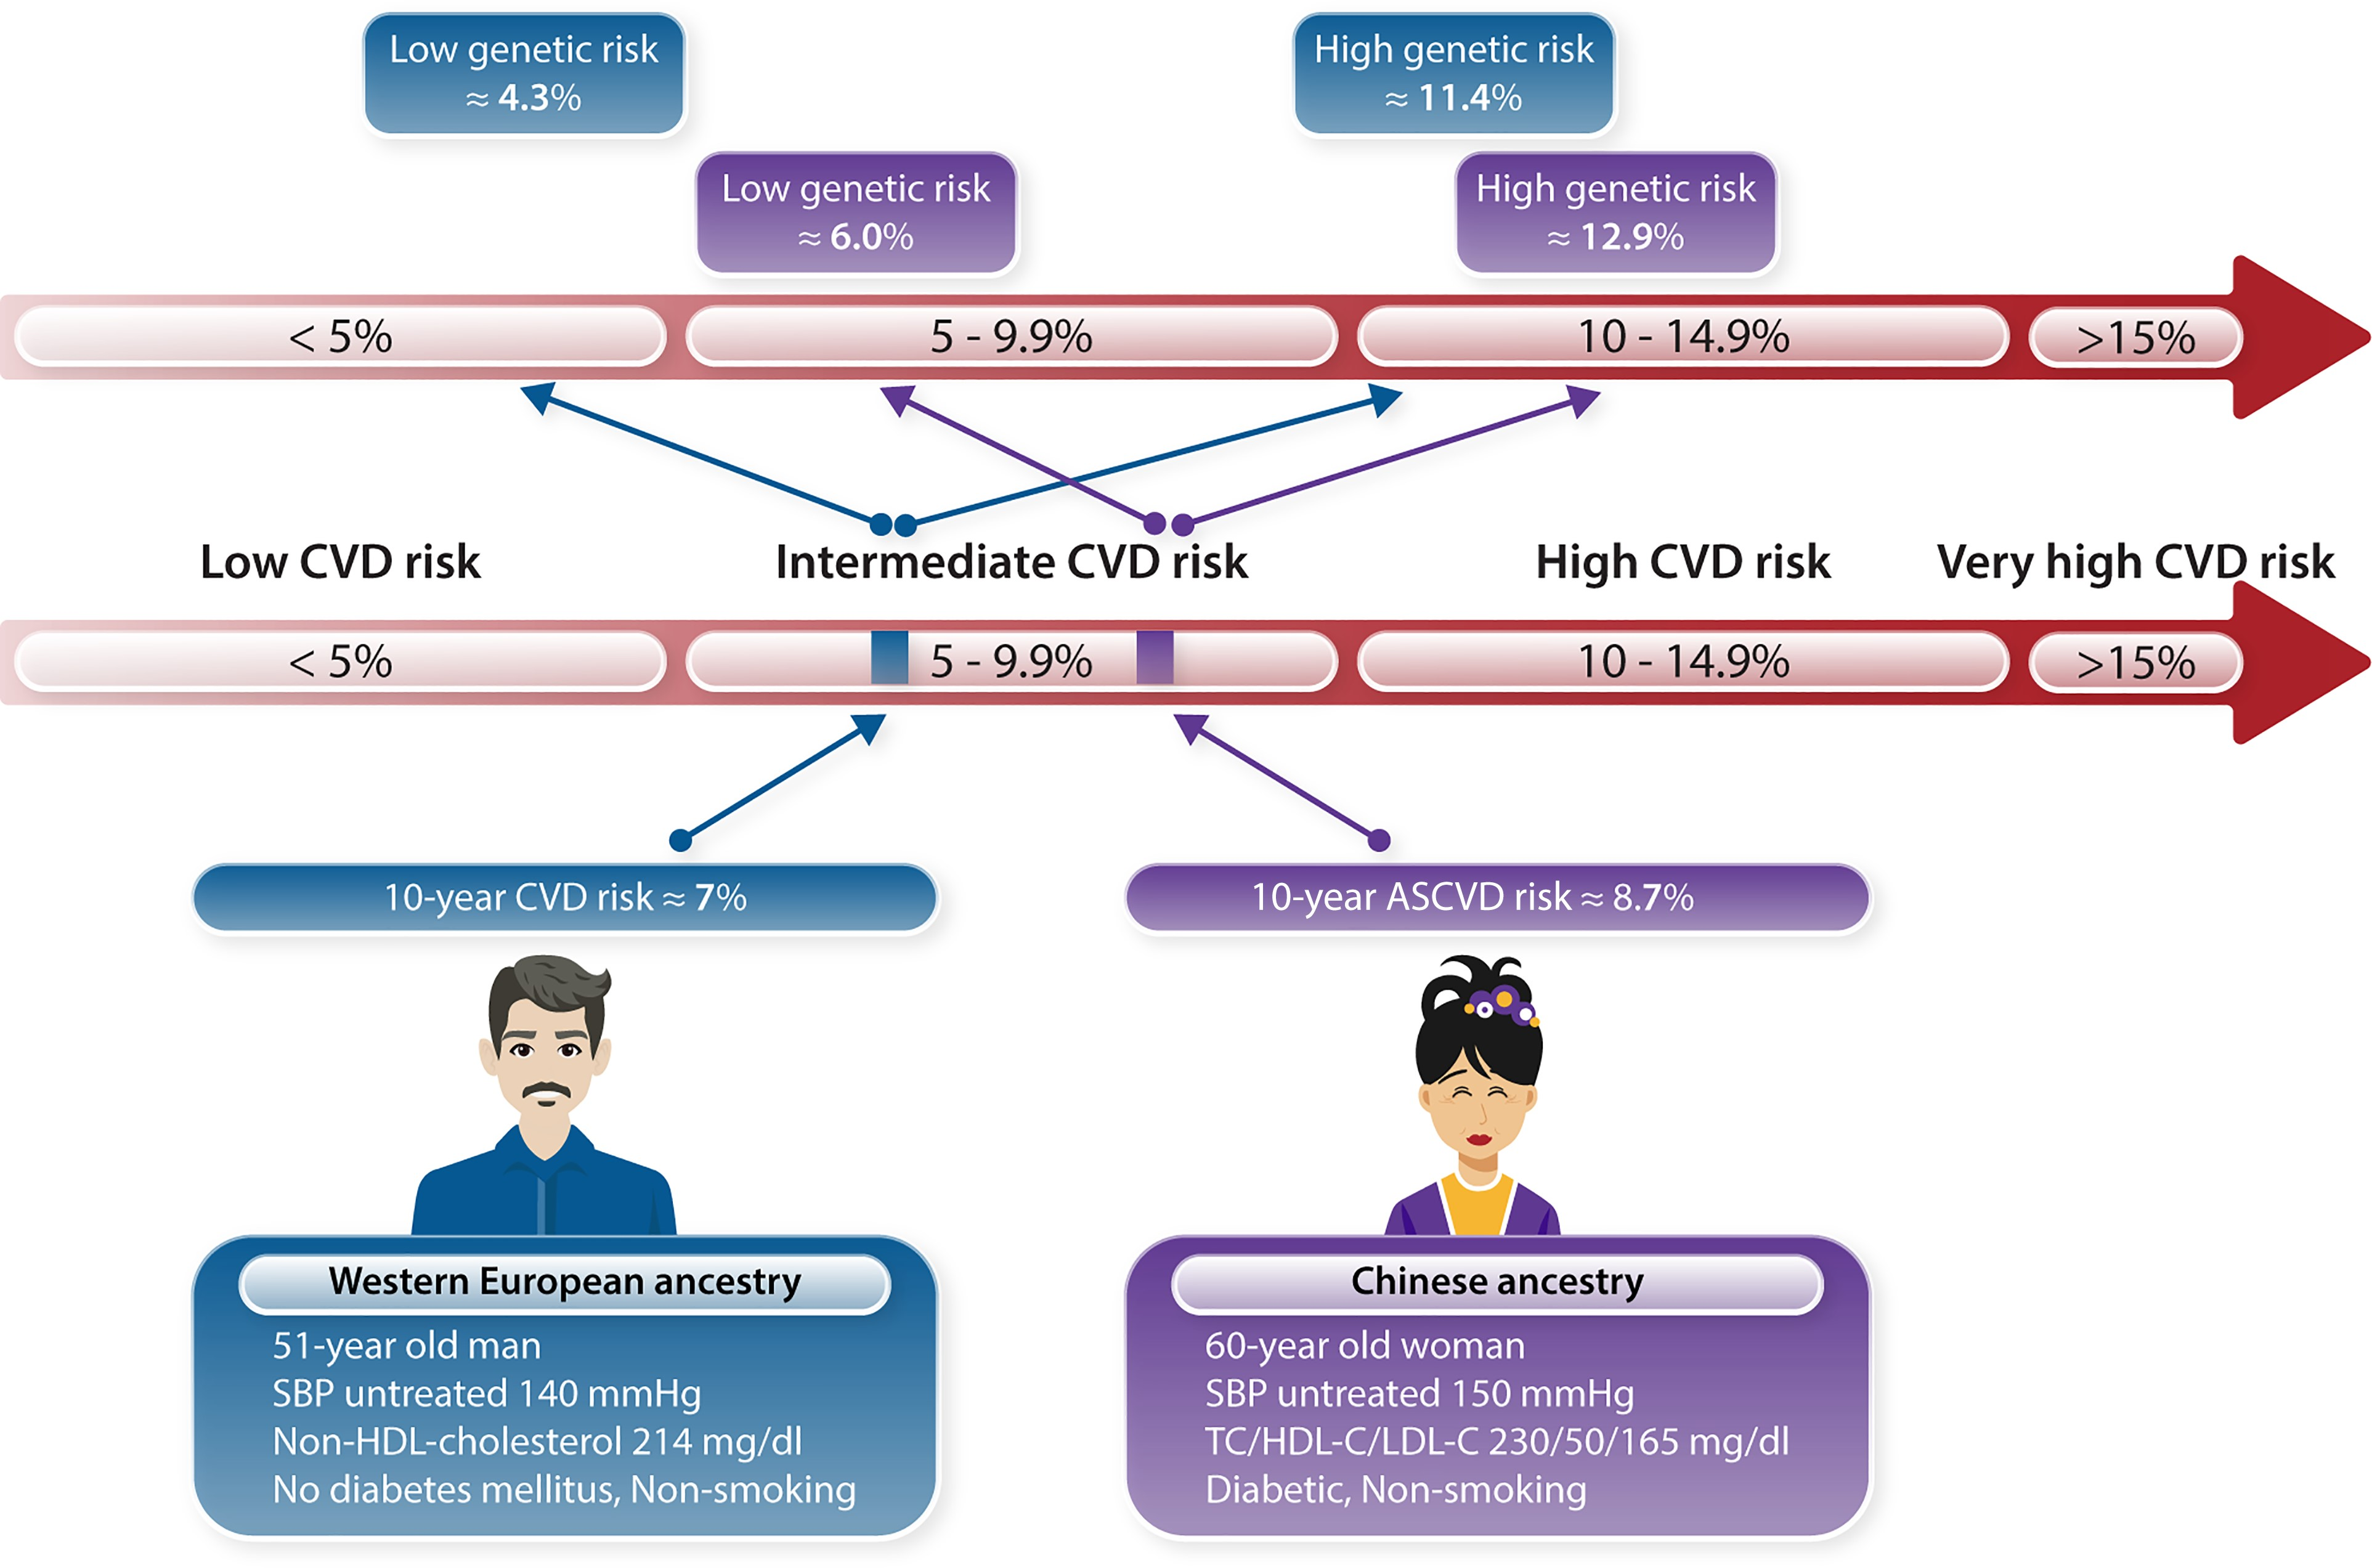 Low genetic risk
≈ 4.3%
High genetic risk
≈ 11.4%
Low genetic risk
≈ 6.0%
High genetic risk
≈ 12.9%
< 5%
5 - 9.9%
10 - 14.9%
>15%
Low CVD risk
Intermediate CVD risk
High CVD risk
Very high CVD risk
< 5%
5 - 9.9%
10 - 14.9%
>15%
10-year CVD risk ≈ 7%
10-year ASCVD risk ≈ 8.7%
Western European ancestry
51-year old man
SBP untreated 140 mmHg
Non-HDL-cholesterol 214 mg/dl
No diabetes mellitus, Non-smoking
Chinese ancestry
60-year old woman
SBP untreated 150 mmHg
TC/HDL-C/LDL-C 230/50/165 mg/dl
Diabetic, Non-smoking